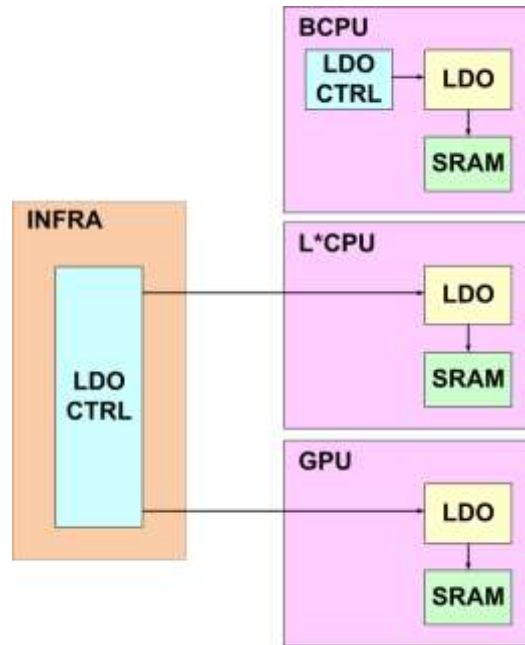 BCPU
LDO
CTRL
LDO
SRAM
INFRA
LDO
CTRL
L*CPU
LDO
SRAM
GPU
LDO
SRAM